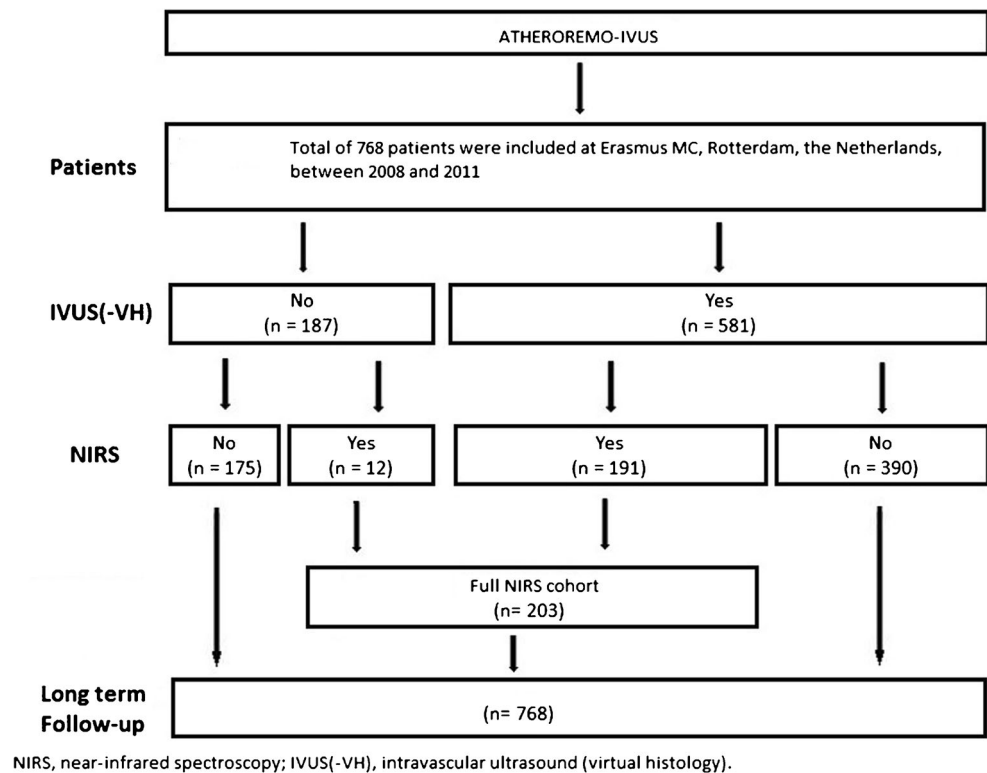 ATHEROREMO-IVUS
Patients
Total of 768 patients were included at Erasmus MC, Rotterdam, the Netherlands,
between 2008 and 2011
IVUS(-VH)
No
(n = 187)
Yes
(n = 581)
NIRS
No
(n = 175)
Yes
(n = 12)
Yes
(n = 191)
No
(n = 390)
Full NIRS cohort
(n= 203)
Long term
Follow-up
(n= 768)
NIRS, near-infrared spectroscopy; IVUS(-VH), intravascular ultrasound (virtual histology).